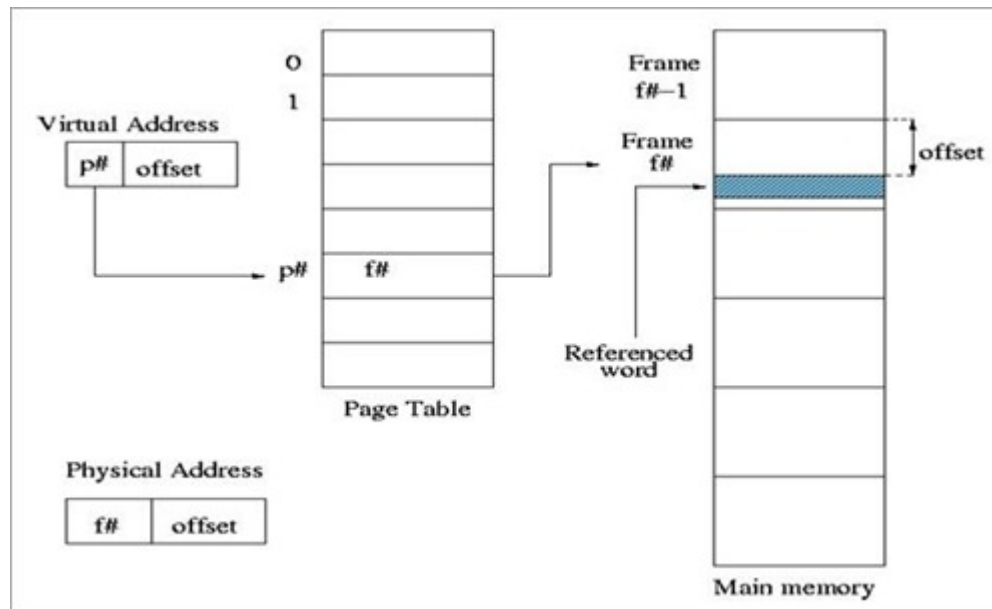 0
1
Virtual Address
p# offset
p# f#
Page Table
Physical Address
f# offset
Frame
f#−1
Frame
f#
offset
Referenced
word
Main memory